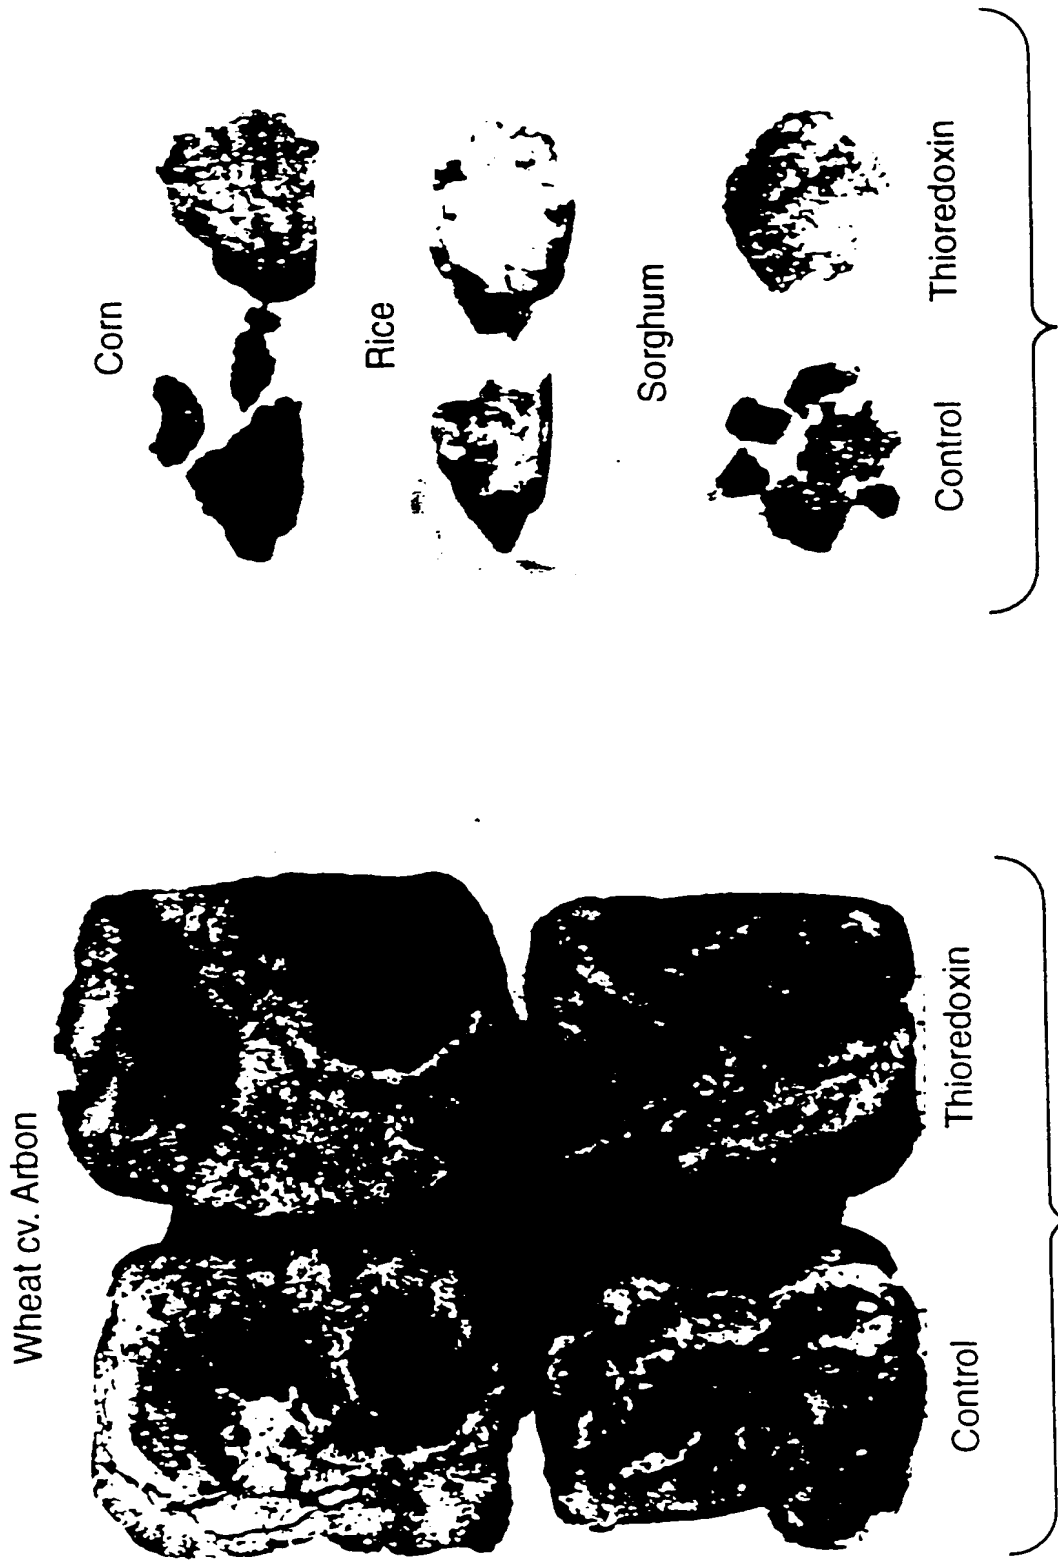 Wheat cv. Arbon
Control
Thioredoxin
Corn
Rice
Sorghum
Control
Thioredoxin